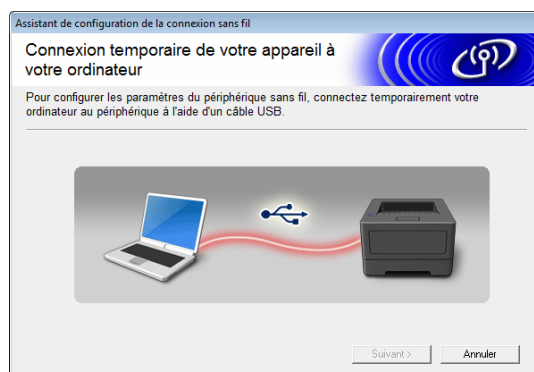 Assistant de configuration de la connexion sans fil
Connexion temporaire de votre appareil à
votre ordinateur
Pour configurer les paramètres du périphérique sans fil, connectez temporairement votre
ordinateur au périphérique à l'aide d'un câble USB.
Suivant >
Annuler